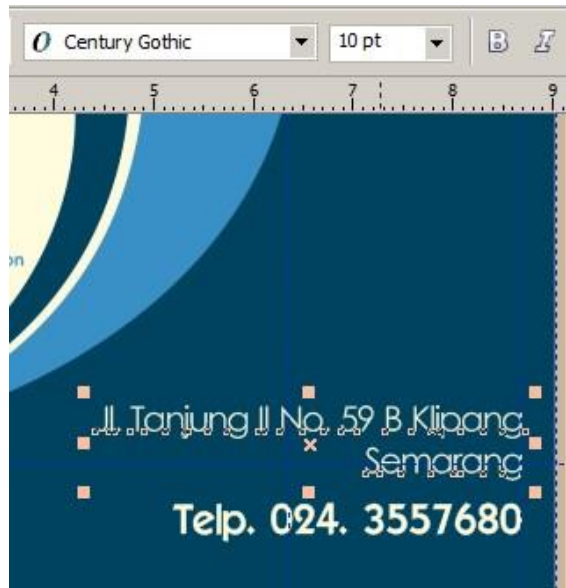 Century Gothic 10 pt B I
4 5 6 7 8 9
on
Jl. Tanjung II No. 59 B Klipang
Semarang
Telp. 024. 3557680